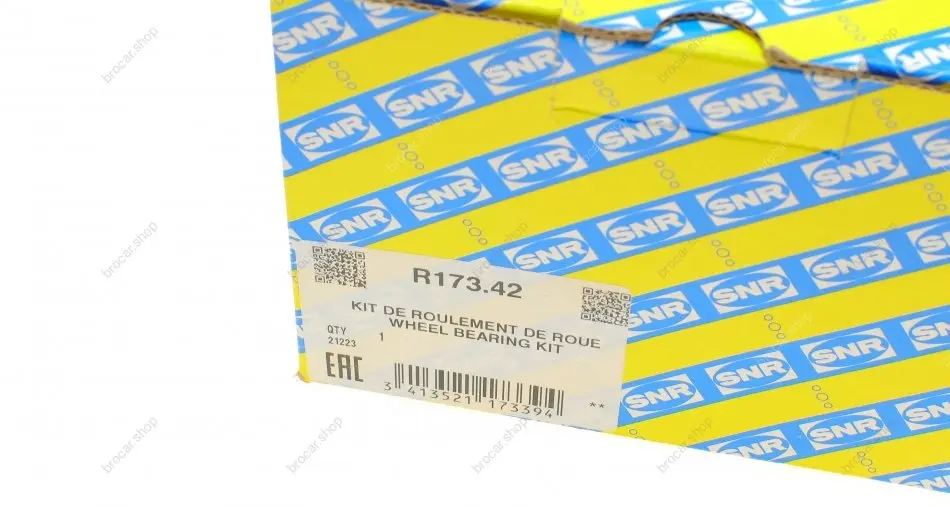 SNR
R173.42
KIT DE ROULEMENT DE ROUE
WHEEL BEARING KIT
QTY 1
21223
EAC
3 413521 173394
**
brocar.shop